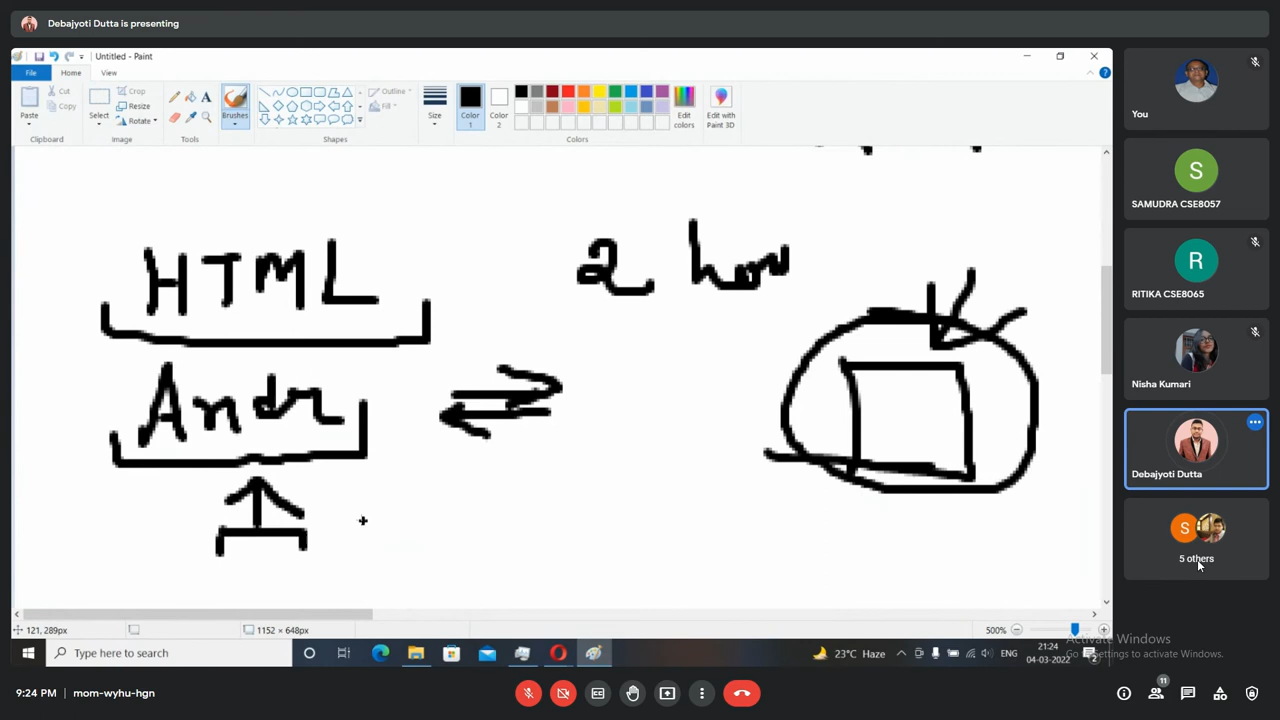 Debajyoti Dutta is presenting
Untitled - Paint
File Home View
Paste
Cut
Copy
Clipboard
Select
Crop
Resize
Rotate
Image
A
Tools
Brushes
Outline
Fill
Shapes
Size
Color 1
Color 2
Edit colors
Colors
Edit with Paint 3D
HTML
2 hou
Andr
121, 289px
1152 × 648px
500%
Type here to search
23°C Haze
ENG
21:24
04-03-2022
2
Activate Windows
Go to Settings to activate Windows.
You
S
SAMUDRA CSE8057
R
RITIKA CSE8065
Nisha Kumari
Debajyoti Dutta
S
5 others
9:24 PM | mom-wyhu-hgn
11